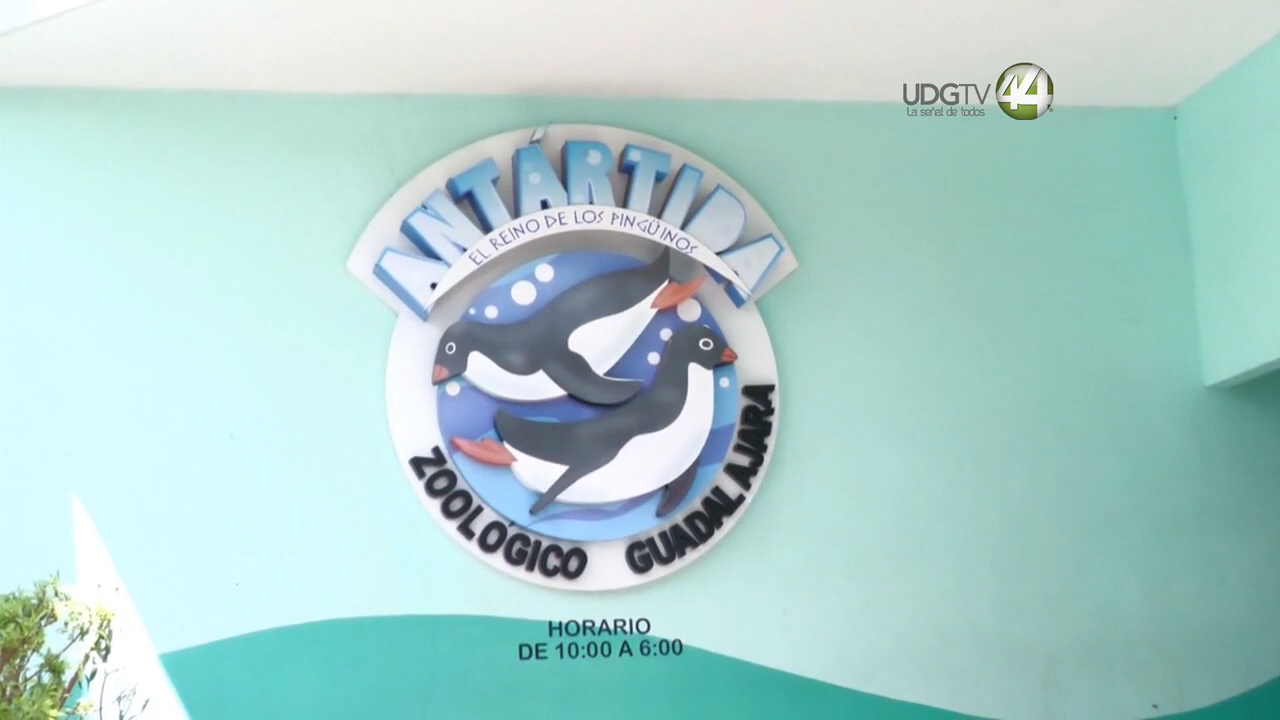 UDGTV 44
La señal de todos
ANTÁRTIDA
EL REINO DE LOS PINGÜINOS
ZOOLÓGICO GUADALAJARA
HORARIO
DE 10:00 A 6:00